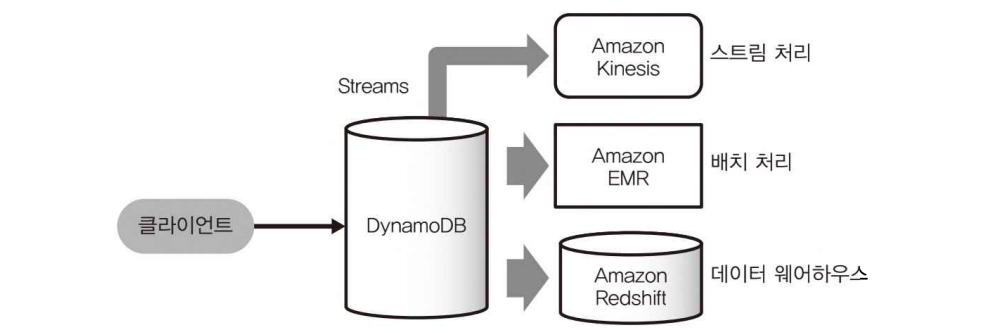 Amazon
Kinesis
스트림 처리
Streams
Amazon
EMR
배치 처리
클라이언트
DynamoDB
Amazon
Redshift
데이터 웨어하우스